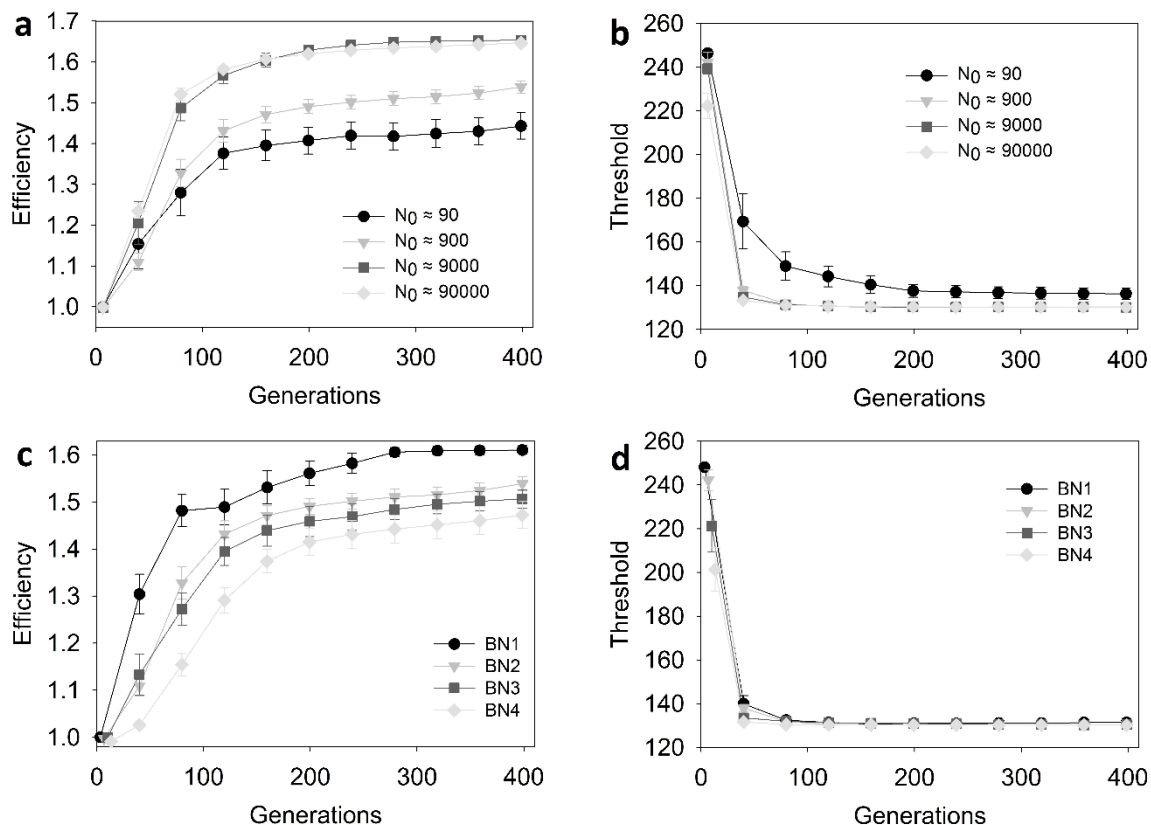 a
1.7
1.6
1.5
1.4
1.3
1.2
1.1
1.0
Efficiency
N0 ≈ 90
N0 ≈ 900
N0 ≈ 9000
N0 ≈ 90000
0 100 200 300 400
Generations
b
260
240
220
200
180
160
140
120
Threshold
N0 ≈ 90
N0 ≈ 900
N0 ≈ 9000
N0 ≈ 90000
0 100 200 300 400
Generations
c
1.6
1.5
1.4
1.3
1.2
1.1
1.0
Efficiency
BN1
BN2
BN3
BN4
0 100 200 300 400
Generations
d
260
240
220
200
180
160
140
120
Threshold
BN1
BN2
BN3
BN4
0 100 200 300 400
Generations